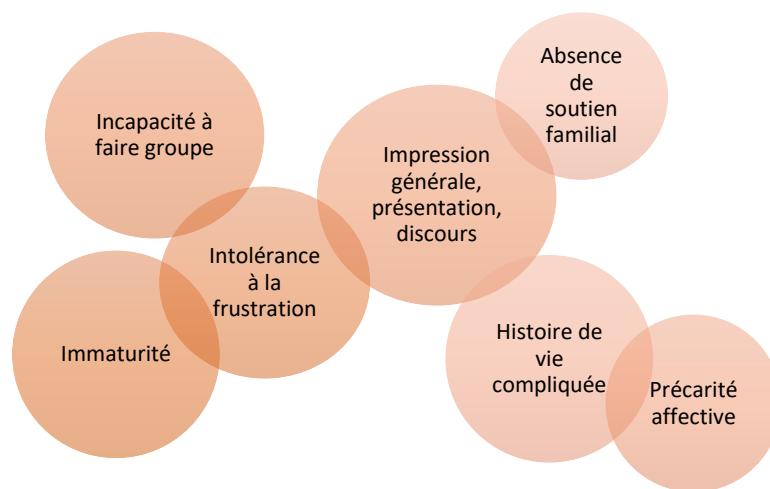 Absence
de
soutien
familial
Incapacité à
faire groupe
Impression
générale,
présentation,
discours
Intolérance
à la
frustration
Immaturité
Histoire de
vie
compliquée
Précarité
affective